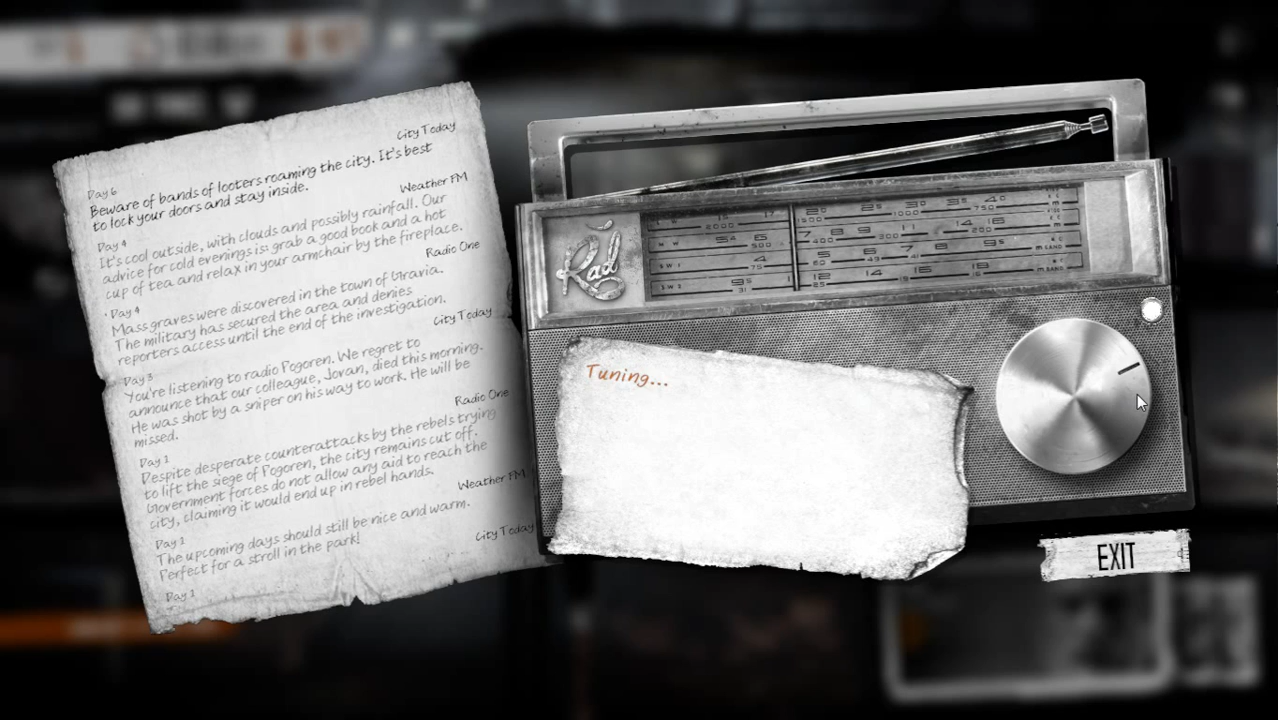 City Today
Day 6
Beware of bands of looters roaming the city. It's best
to lock your doors and stay inside.
Weather FM
Day 4
It's cool outside, with clouds and possibly rainfall. Our
advice for cold evenings is: grab a good book and a hot
cup of tea and relax in your armchair by the fireplace.
Radio One
Day 4
Mass graves were discovered in the town of Gravia.
The military has secured the area and denies
reporters access until the end of the investigation.
City Today
Day 3
You're listening to radio Pogoren. We regret to
announce that our colleague, Jovan, died this morning.
He was shot by a sniper on his way to work. He will be
missed.
Radio One
Day 1
Despite desperate counterattacks by the rebels trying
to lift the siege of Pogoren, the city remains cut off.
Government forces do not allow any aid to reach the
city, claiming it would end up in rebel hands.
Weather FM
Day 1
The upcoming days should still be nice and warm.
Perfect for a stroll in the park!
City Today
Day 1
Rad
Tuning...
EXIT